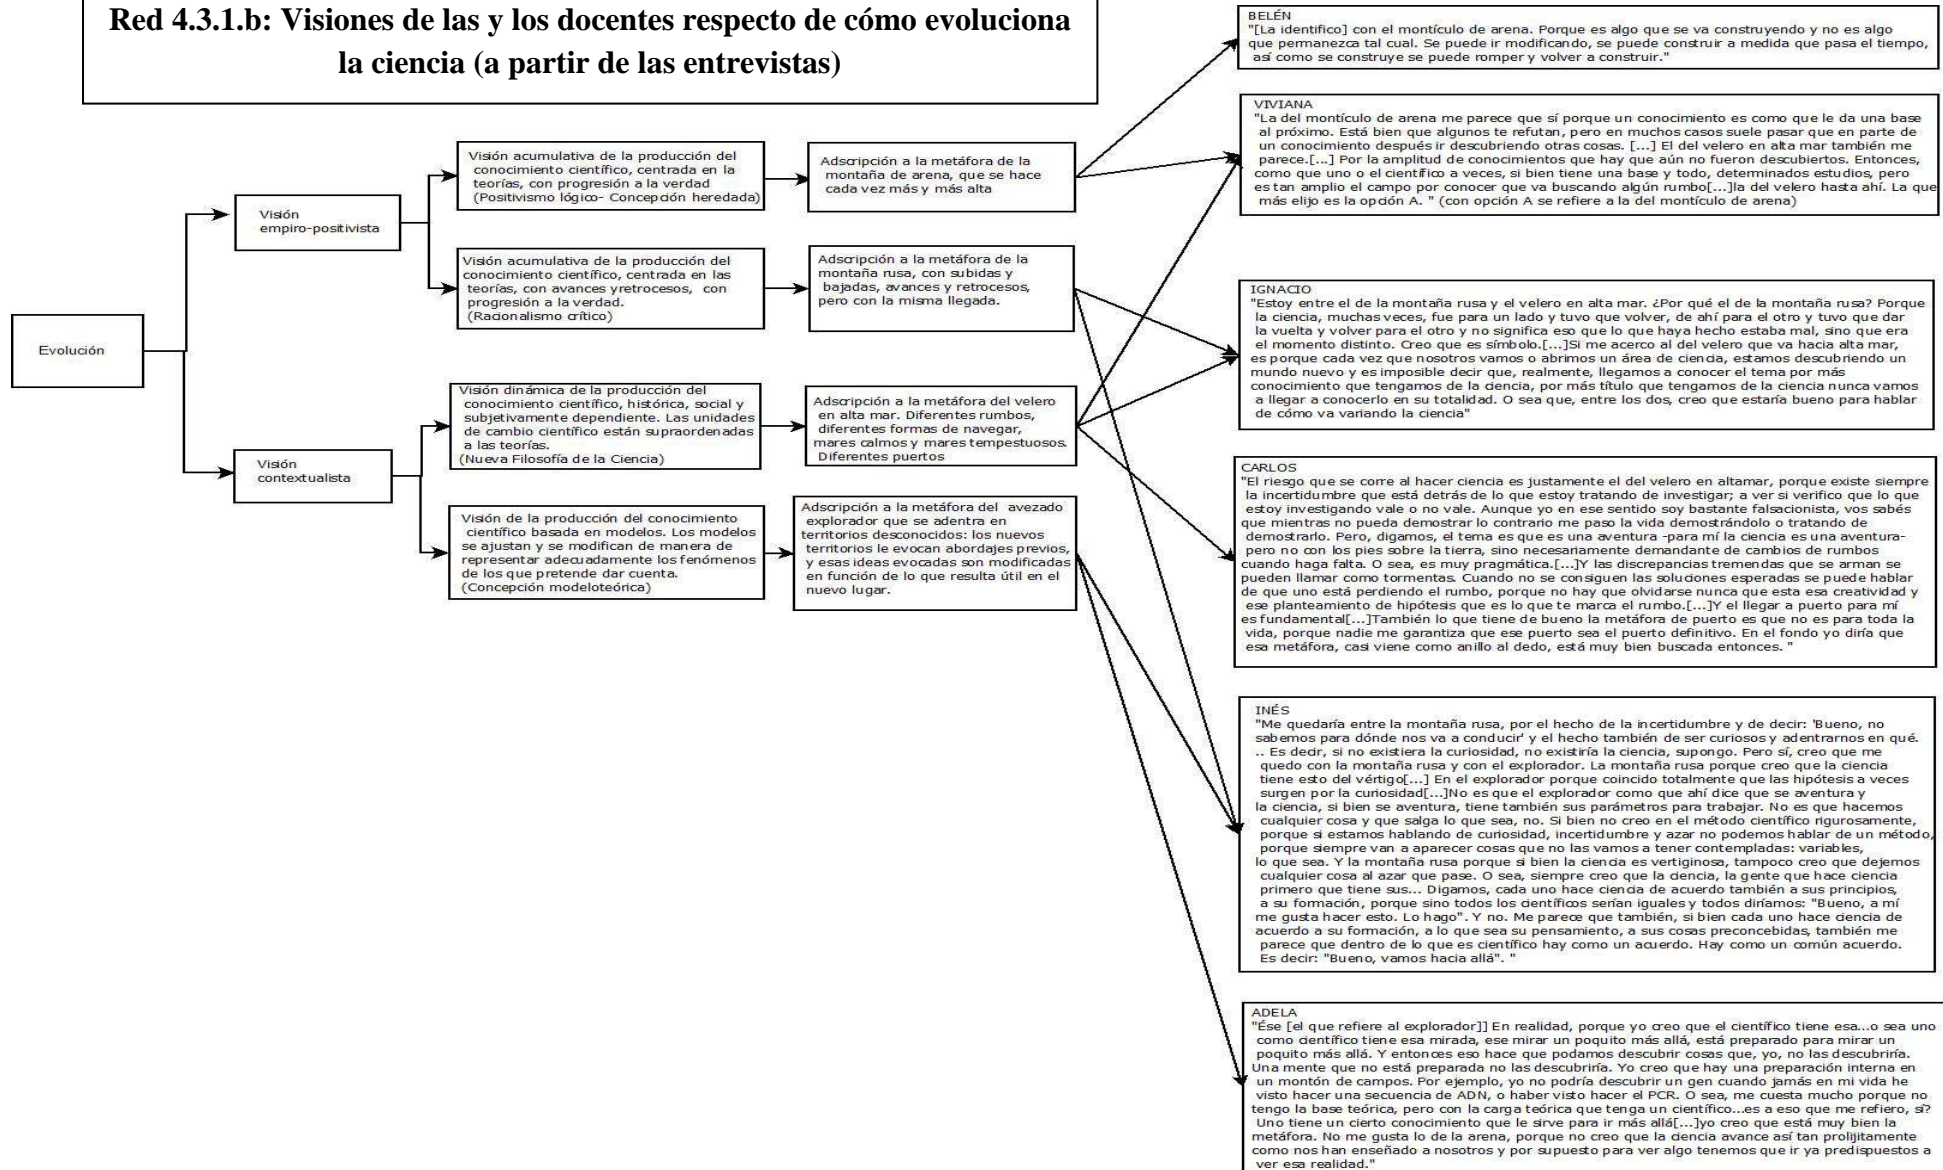 Red 4.3.1.b: Visiones de las y los docentes respecto de cómo evoluciona
la ciencia (a partir de las entrevistas)
Evolución
Visión
empiro-positivista
Visión
contextualista
Visión acumulativa de la producción del
conocimiento científico, centrada en la
teorías, con progresión a la verdad
(Positivismo lógico- Concepción heredada)
Visión acumulativa de la producción del
conocimiento científico, centrada en las
teorías, con avances yretrocesos, con
progresión a la verdad.
(Racionalismo crítico)
Visión dinámica de la producción del
conocimiento científico, histórica, social y
subjetivamente dependiente. Las unidades
de cambio científico están supraordenadas
a las teorías.
(Nueva Filosofía de la Ciencia)
Visión de la producción del conocimiento
científico basada en modelos. Los modelos
se ajustan y se modifican de manera de
representar adecuadamente los fenómenos
de los que pretende dar cuenta.
(Concepción modeloteórica)
Adscripción a la metáfora de la
montaña de arena, que se hace
cada vez más y más alta
Adscripción a la metáfora de la
montaña rusa, con subidas y
bajadas, avances y retrocesos,
pero con la misma llegada.
Adscripción a la metáfora del velero
en alta mar. Diferentes rumbos,
diferentes formas de navegar,
mares calmos y mares tempestuosos.
Diferentes puertos
Adscripción a la metáfora del avezado
explorador que se adentra en
territorios desconocidos: los nuevos
territorios le evocan abordajes previos,
y esas ideas evocadas son modificadas
en función de lo que resulta útil en el
nuevo lugar.
BELÉN
"[La identifico] con el montículo de arena. Porque es algo que se va construyendo y no es algo
que permanezca tal cual. Se puede ir modificando, se puede construir a medida que pasa el tiempo,
así como se construye se puede romper y volver a construir."
VIVIANA
"La del montículo de arena me parece que sí porque un conocimiento es como que le da una base
al próximo. Está bien que algunos te refutan, pero en muchos casos suele pasar que en parte de
un conocimiento después ir descubriendo otras cosas. [...] El del velero en alta mar también me
parece.[...] Por la amplitud de conocimientos que hay que aún no fueron descubiertos. Entonces,
como que uno o el científico a veces, si bien tiene una base y todo, determinados estudios, pero
es tan amplio el campo por conocer que va buscando algún rumbo[...]la del velero hasta ahí. La que
más elijo es la opción A. " (con opción A se refiere a la del montículo de arena)
IGNACIO
"Estoy entre el de la montaña rusa y el velero en alta mar. ¿Por qué el de la montaña rusa? Porque
la ciencia, muchas veces, fue para un lado y tuvo que volver, de ahí para el otro y tuvo que dar
la vuelta y volver para el otro y no significa eso que lo que haya hecho estaba mal, sino que era
el momento distinto. Creo que es símbolo.[...]Si me acerco al del velero que va hacia alta mar,
es porque cada vez que nosotros vamos o abrimos un área de ciencia, estamos descubriendo un
mundo nuevo y es imposible decir que, realmente, llegamos a conocer el tema por más
conocimiento que tengamos de la ciencia, por más título que tengamos de la ciencia nunca vamos
a llegar a conocerlo en su totalidad. O sea que, entre los dos, creo que estaría bueno para hablar
de cómo va variando la ciencia"
CARLOS
"El riesgo que se corre al hacer ciencia es justamente el del velero en altamar, porque existe siempre
la incertidumbre que está detrás de lo que estoy tratando de investigar; a ver si verifico que lo que
estoy investigando vale o no vale. Aunque yo en ese sentido soy bastante falsacionista, vos sabés
que mientras no pueda demostrar lo contrario me paso la vida demostrándolo o tratando de
demostrarlo. Pero, digamos, el tema es que es una aventura -para mí la ciencia es una aventura-
pero no con los pies sobre la tierra, sino necesariamente demandante de cambios de rumbos
cuando haga falta. O sea, es muy pragmática.[...]Y las discrepancias tremendas que se arman se
pueden llamar como tormentas. Cuando no se consiguen las soluciones esperadas se puede hablar
de que uno está perdiendo el rumbo, porque no hay que olvidarse nunca que esta esa creatividad y
ese planteamiento de hipótesis que es lo que te marca el rumbo.[...]Y el llegar a puerto para mí
es fundamental[...]También lo que tiene de bueno la metáfora de puerto es que no es para toda la
vida, porque nadie me garantiza que ese puerto sea el puerto definitivo. En el fondo yo diría que
esa metáfora, casi viene como anillo al dedo, está muy bien buscada entonces. "
INÉS
"Me quedaría entre la montaña rusa, por el hecho de la incertidumbre y de decir: 'Bueno, no
sabemos para dónde nos va a conducir' y el hecho también de ser curiosos y adentrarnos en qué.
.. Es decir, si no existiera la curiosidad, no existiría la ciencia, supongo. Pero sí, creo que me
quedo con la montaña rusa y con el explorador. La montaña rusa porque creo que la ciencia
tiene esto del vértigo[...] En el explorador porque coincido totalmente que las hipótesis a veces
surgen por la curiosidad[...]No es que el explorador como que ahí dice que se aventura y
la ciencia, si bien se aventura, tiene también sus parámetros para trabajar. No es que hacemos
cualquier cosa y que salga lo que sea, no. Si bien no creo en el método científico rigurosamente,
porque si estamos hablando de curiosidad, incertidumbre y azar no podemos hablar de un método,
porque siempre van a aparecer cosas que no las vamos a tener contempladas: variables,
lo que sea. Y la montaña rusa porque si bien la ciencia es vertiginosa, tampoco creo que dejemos
cualquier cosa al azar que pase. O sea, siempre creo que la ciencia, la gente que hace ciencia
primero que tiene sus... Digamos, cada uno hace ciencia de acuerdo también a sus principios,
a su formación, porque sino todos los científicos serían iguales y todos diríamos: "Bueno, a mí
me gusta hacer esto. Lo hago". Y no. Me parece que también, si bien cada uno hace ciencia de
acuerdo a su formación, a lo que sea su pensamiento, a sus cosas preconcebidas, también me
parece que dentro de lo que es científico hay como un acuerdo. Hay como un común acuerdo.
Es decir: "Bueno, vamos hacia allá". "
ADELA
"Ése [el que refiere al explorador]] En realidad, porque yo creo que el científico tiene esa...o sea uno
como científico tiene esa mirada, ese mirar un poquito más allá, está preparado para mirar un
poquito más allá. Y entonces eso hace que podamos descubrir cosas que, yo, no las descubriría.
Una mente que no está preparada no las descubriría. Yo creo que hay una preparación interna en
un montón de campos. Por ejemplo, yo no podría descubrir un gen cuando jamás en mi vida he
visto hacer una secuencia de ADN, o haber visto hacer el PCR. O sea, me cuesta mucho porque no
tengo la base teórica, pero con la carga teórica que tenga un científico...es a eso que me refiero, sí?
Uno tiene un cierto conocimiento que le sirve para ir más allá[...]yo creo que está muy bien la
metáfora. No me gusta lo de la arena, porque no creo que la ciencia avance así tan prolijitamente
como nos han enseñado a nosotros y por supuesto para ver algo tenemos que ir ya predispuestos a
ver esa realidad."